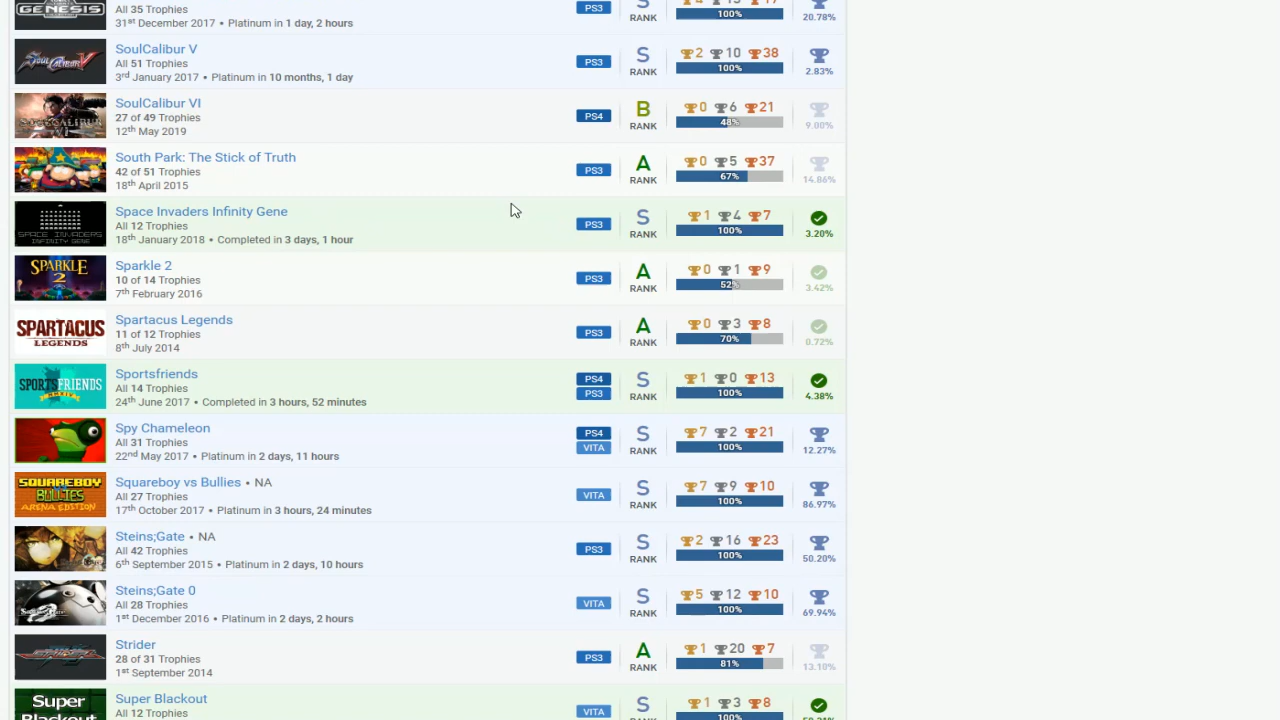 GENESIS
All 35 Trophies
31st December 2017 • Platinum in 1 day, 2 hours
PS3
S
RANK
100%
20.78%
SoulCalibur V
All 51 Trophies
3rd January 2017 • Platinum in 10 months, 1 day
PS3
S
RANK
2 10 38
100%
2.83%
SoulCalibur VI
27 of 49 Trophies
12th May 2019
PS4
B
RANK
0 6 21
48%
9.00%
South Park: The Stick of Truth
42 of 51 Trophies
18th April 2015
PS3
A
RANK
0 5 37
67%
14.86%
SPACE INVADERS
INFINITY GENE
Space Invaders Infinity Gene
All 12 Trophies
18th January 2018 • Completed in 3 days, 1 hour
PS3
S
RANK
1 4 7
100%
3.20%
SPARKLE
2
Sparkle 2
10 of 14 Trophies
7th February 2016
PS3
A
RANK
0 1 9
52%
3.42%
SPARTACUS
LEGENDS
Spartacus Legends
11 of 12 Trophies
8th July 2014
PS3
A
RANK
0 3 8
70%
0.72%
SPORTSFRIENDS
Sportsfriends
All 14 Trophies
24th June 2017 • Completed in 3 hours, 52 minutes
PS4
PS3
S
RANK
1 0 13
100%
4.38%
Spy Chameleon
All 31 Trophies
22nd May 2017 • Platinum in 2 days, 11 hours
PS4
VITA
S
RANK
7 2 21
100%
12.27%
SQUAREBOY
VS
BULLIES
ARENA EDITION
Squareboy vs Bullies • NA
All 27 Trophies
17th October 2017 • Platinum in 3 hours, 24 minutes
VITA
S
RANK
7 9 10
100%
86.97%
Steins;Gate • NA
All 42 Trophies
6th September 2015 • Platinum in 2 days, 10 hours
PS3
S
RANK
2 16 23
100%
50.20%
Steins;Gate 0
All 28 Trophies
1st December 2016 • Platinum in 2 days, 2 hours
VITA
S
RANK
5 12 10
100%
69.94%
Strider
28 of 31 Trophies
1st September 2014
PS3
A
RANK
1 20 7
81%
13.10%
Super
Blackout
Super Blackout
All 12 Trophies
VITA
S
RANK
1 3 8
100%